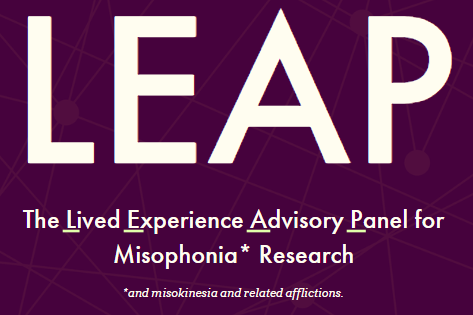 LEAP
The Lived Experience Advisory Panel for
Misophonia* Research
*and misokinesia and related afflictions.